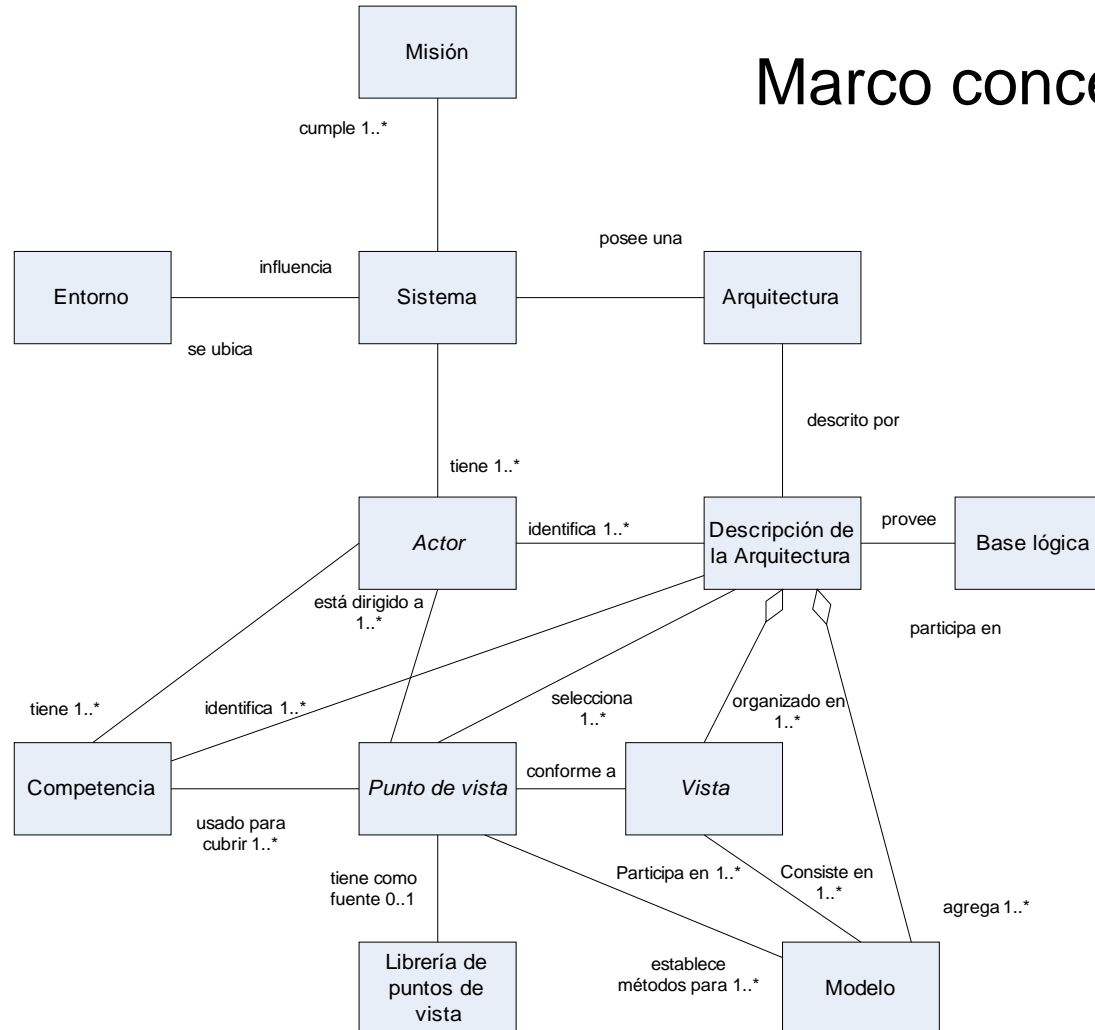 Misión
Marco conce
cumple 1..*
posee una
influencia
Entorno
Sistema
Arquitectura
se ubica
descrito por
tiene 1..*
Actor
identifica 1..*
Descripción de
la Arquitectura
provee
Base lógica
está dirigido a
1..*
participa en
tiene 1..*
identifica 1..*
selecciona
1..*
organizado en
1..*
Competencia
Punto de vista
conforme a
Vista
usado para
cubrir 1..*
tiene como
fuente 0..1
Participa en 1..*
Consiste en
1..*
agrega 1..*
Librería de
puntos de
vista
establece
métodos para 1..*
Modelo